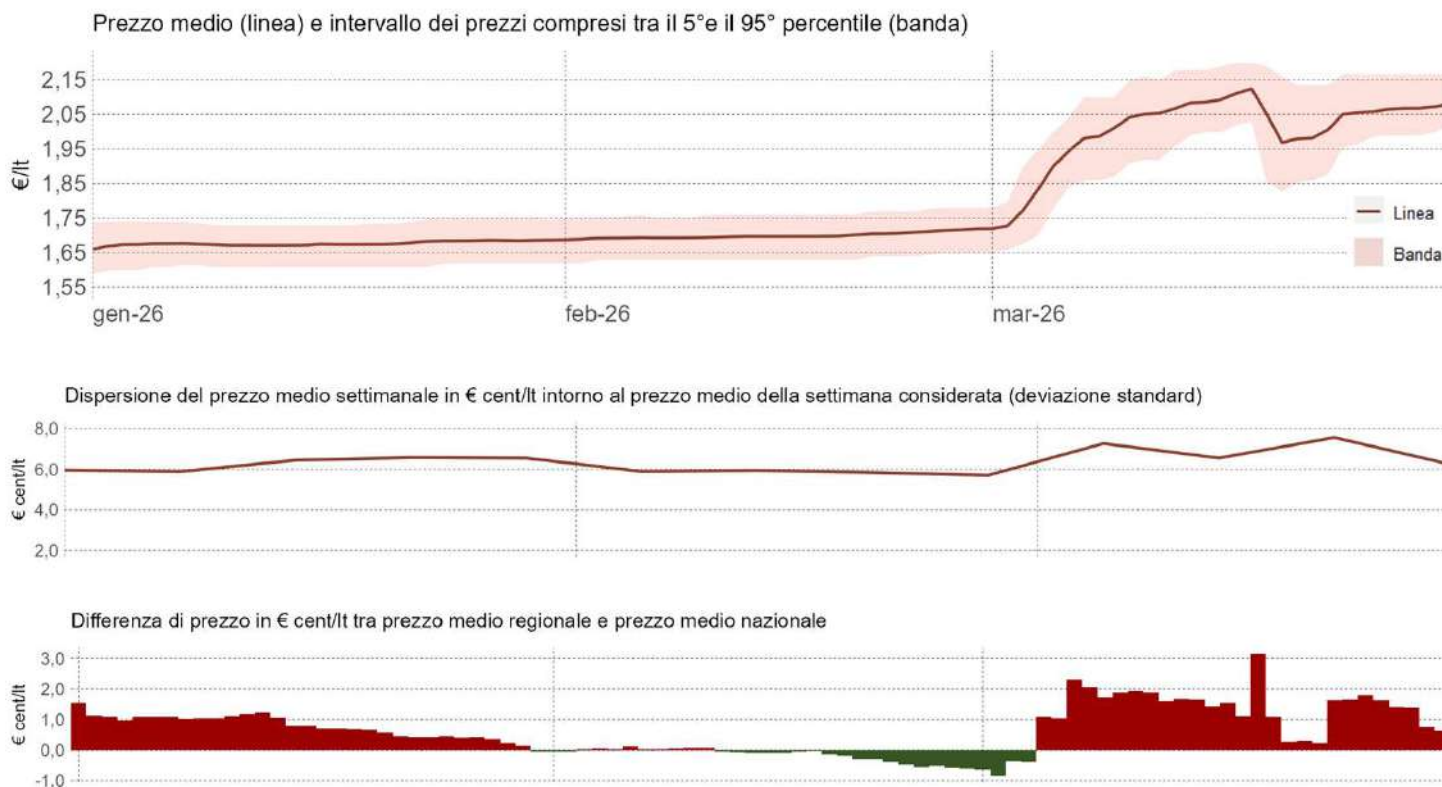 Prezzo medio (linea) e intervallo dei prezzi compresi tra il 5°e il 95° percentile (banda)
€/lt
2,15
2,05
1,95
1,85
1,75
1,65
1,55
Linea
Banda
gen-26
feb-26
mar-26
Dispersione del prezzo medio settimanale in € cent/lt intorno al prezzo medio della settimana considerata (deviazione standard)
€ cent/lt
8,0
6,0
4,0
2,0
Differenza di prezzo in € cent/lt tra prezzo medio regionale e prezzo medio nazionale
€ cent/lt
3,0
2,0
1,0
0,0
-1,0